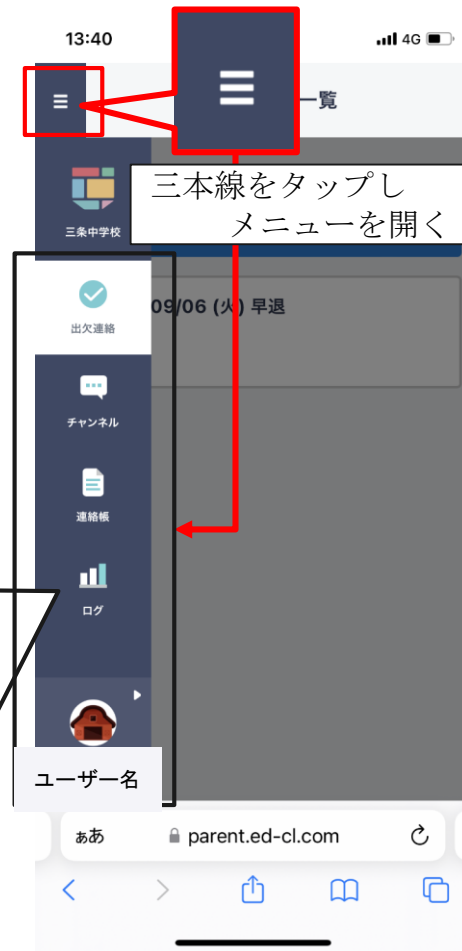 13:40
4G
一覧
三条中学校
三本線をタップし
メニューを開く
出欠連絡
09/06 (火) 早退
チャンネル
連絡帳
ログ
ユーザー名
ぁあ
parent.ed-cl.com